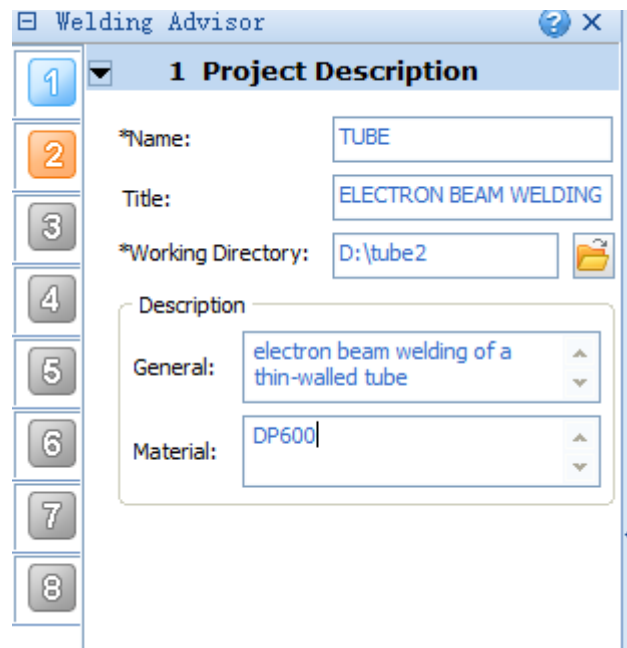 Welding Advisor
1 Project Description
*Name: TUBE
Title: ELECTRON BEAM WELDING
*Working Directory: D:\tube2
Description
General: electron beam welding of a
thin-walled tube
Material: DP600
1
2
3
4
5
6
7
8